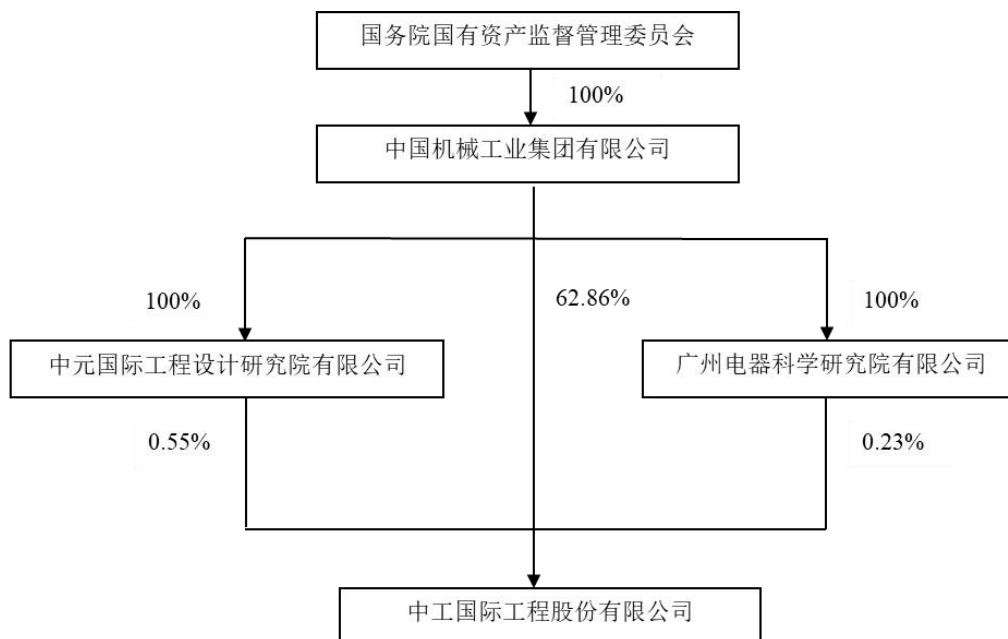 国务院国有资产监督管理委员会
100%
中国机械工业集团有限公司
100%
62.86%
100%
中元国际工程设计研究院有限公司
广州电器科学研究院有限公司
0.55%
0.23%
中工国际工程股份有限公司